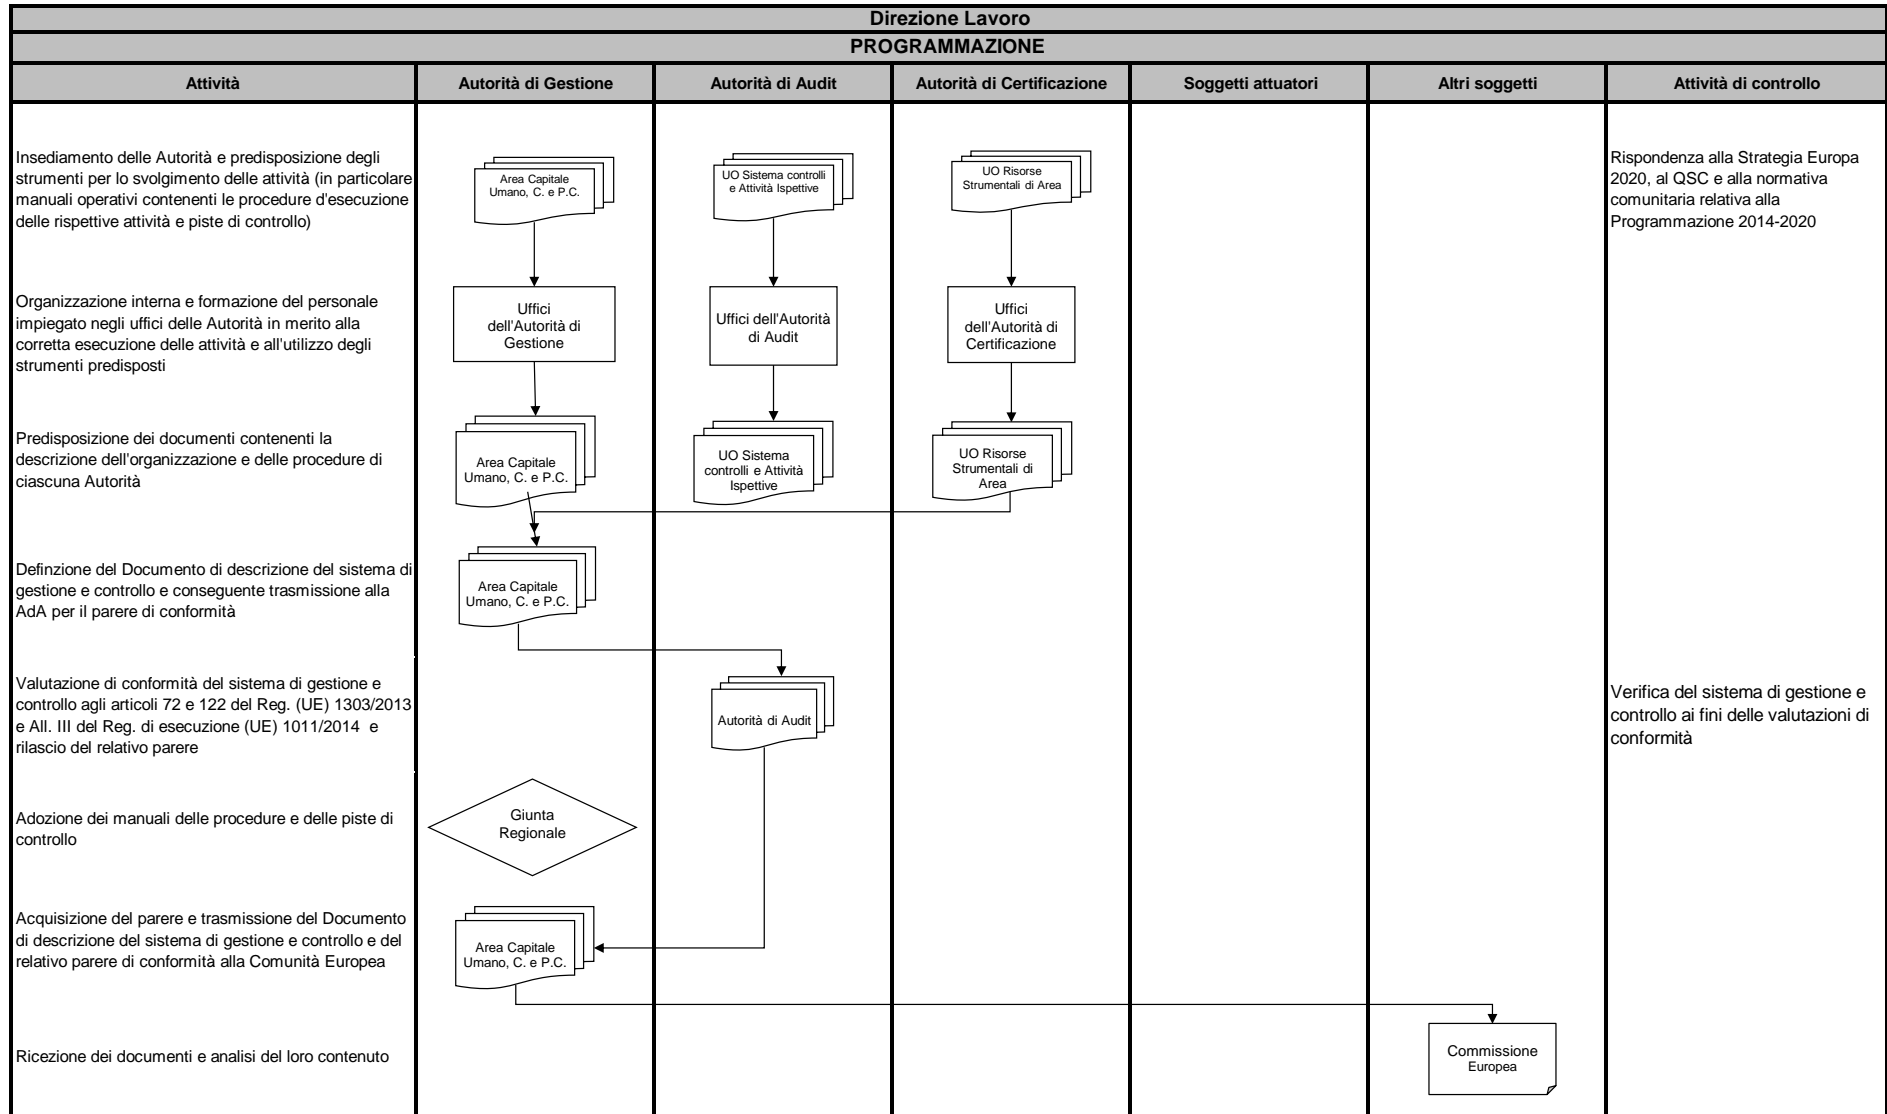 Direzione Lavoro
PROGRAMMAZIONE
Attività
Autorità di Gestione
Autorità di Audit
Autorità di Certificazione
Soggetti attuatori
Altri soggetti
Attività di controllo
Insediamento delle Autorità e predisposizione degli
strumenti per lo svolgimento delle attività (in particolare
manuali operativi contenenti le procedure d'esecuzione
delle rispettive attività e piste di controllo)
Area Capitale
Umano, C. e P.C.
UO Sistema controlli
e Attività Ispettive
UO Risorse
Strumentali di Area
Rispondenza alla Strategia Europa
2020, al QSC e alla normativa
comunitaria relativa alla
Programmazione 2014-2020
Organizzazione interna e formazione del personale
impiegato negli uffici delle Autorità in merito alla
corretta esecuzione delle attività e all'utilizzo degli
strumenti predisposti
Uffici
dell'Autorità di
Gestione
Uffici dell'Autorità
di Audit
Uffici
dell'Autorità di
Certificazione
Predisposizione dei documenti contenenti la
descrizione dell'organizzazione e delle procedure di
ciascuna Autorità
Area Capitale
Umano, C. e P.C.
UO Sistema
controlli e Attività
Ispettive
UO Risorse
Strumentali di
Area
Definzione del Documento di descrizione del sistema di
gestione e controllo e conseguente trasmissione alla
AdA per il parere di conformità
Area Capitale
Umano, C. e P.C.
Valutazione di conformità del sistema di gestione e
controllo agli articoli 72 e 122 del Reg. (UE) 1303/2013
e All. III del Reg. di esecuzione (UE) 1011/2014 e
rilascio del relativo parere
Autorità di Audit
Verifica del sistema di gestione e
controllo ai fini delle valutazioni di
conformità
Adozione dei manuali delle procedure e delle piste di
controllo
Giunta
Regionale
Acquisizione del parere e trasmissione del Documento
di descrizione del sistema di gestione e controllo e del
relativo parere di conformità alla Comunità Europea
Area Capitale
Umano, C. e P.C.
Ricezione dei documenti e analisi del loro contenuto
Commissione
Europea